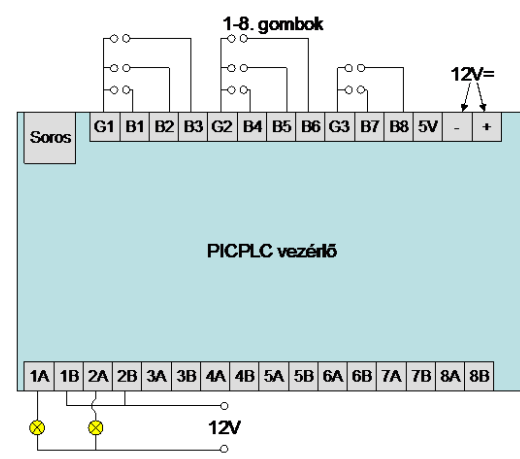 1-8. gombok
12V=
Soros
G1 B1 B2 B3 G2 B4 B5 B6 G3 B7 B8 5V - +
PICPLC vezérlő
1A 1B 2A 2B 3A 3B 4A 4B 5A 5B 6A 6B 7A 7B 8A 8B
12V